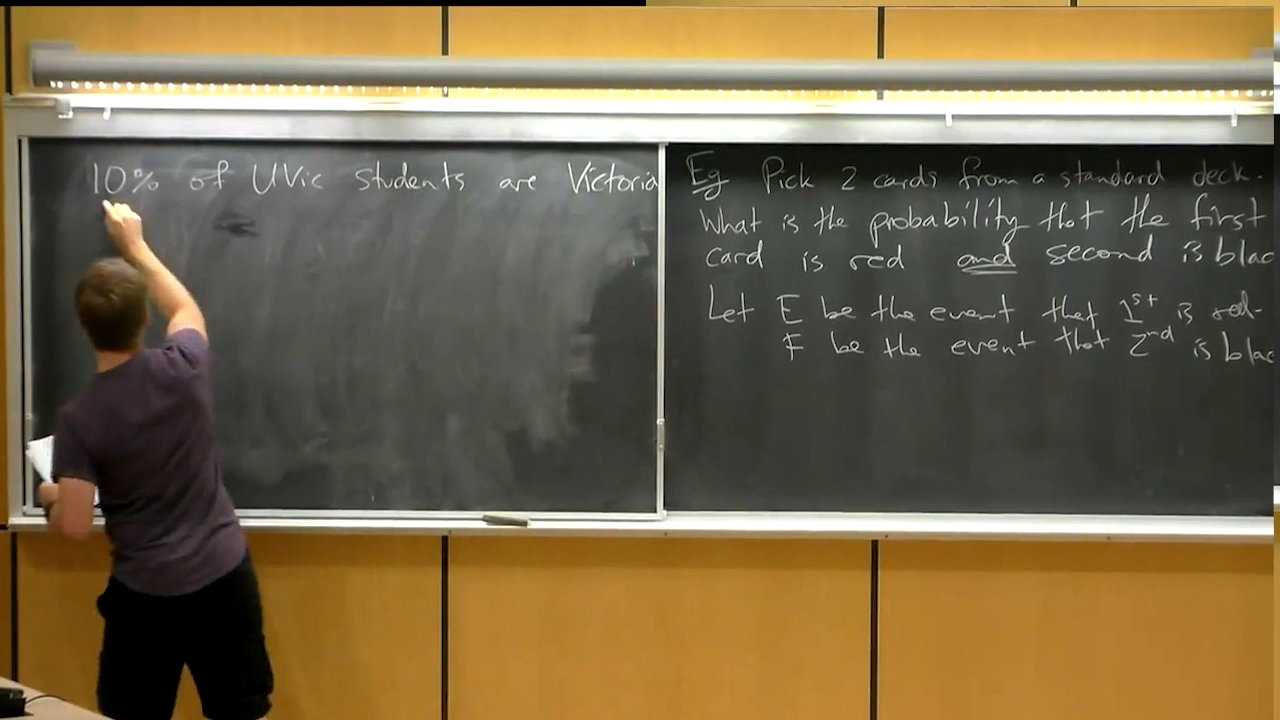 10% of UVic students are Victoria
Eg Pick 2 cards from a standard deck.
What is the probability that the first
card is red and second is blac
Let E be the event that 1st is red.
F be the event that 2nd is blac